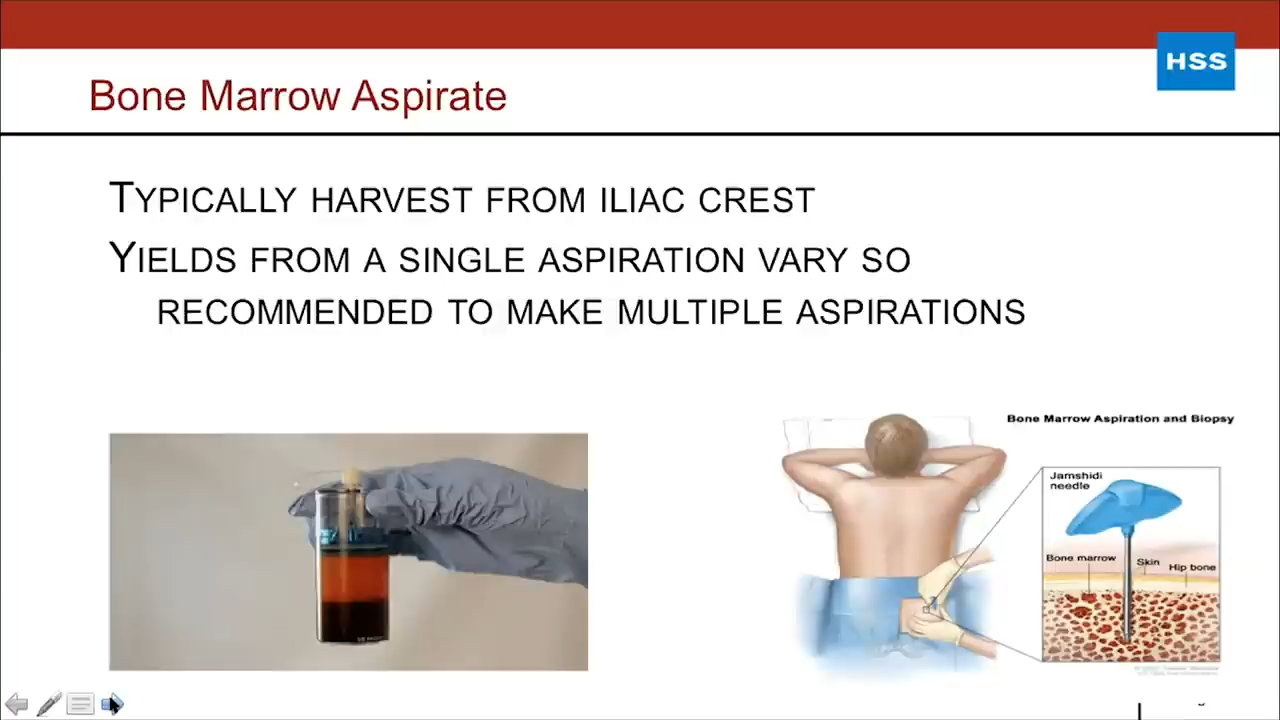 HSS
Bone Marrow Aspirate
TYPICALLY HARVEST FROM ILIAC CREST
YIELDS FROM A SINGLE ASPIRATION VARY SO
RECOMMENDED TO MAKE MULTIPLE ASPIRATIONS
Bone Marrow Aspiration and Biopsy
Jamshidi
needle
Bone marrow
Skin
Hip bone